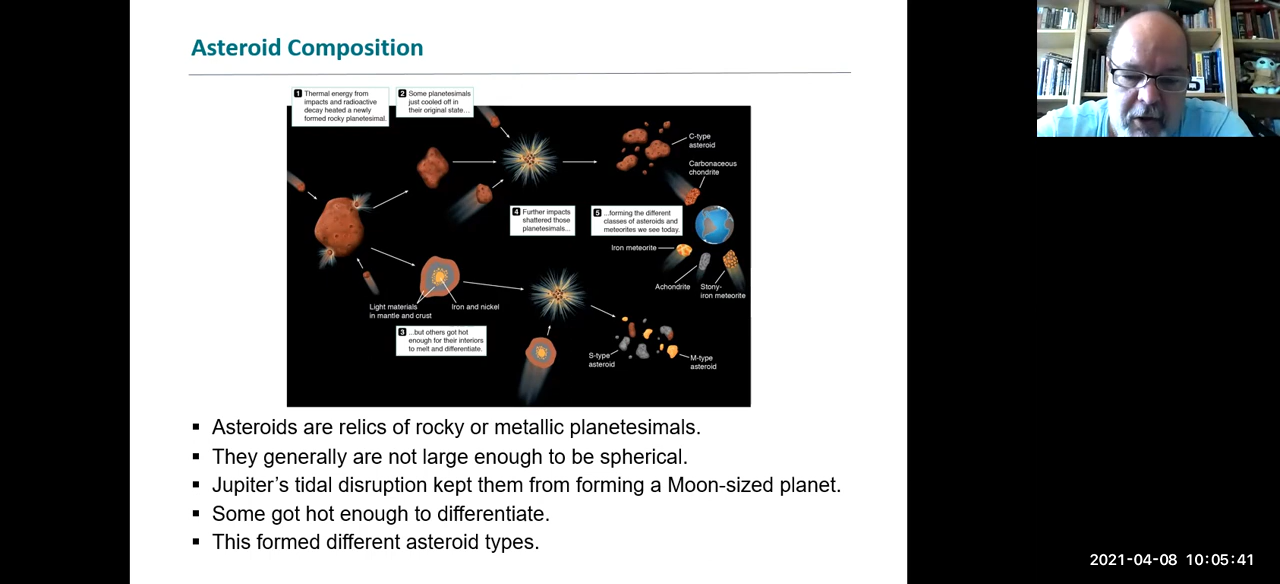 Asteroid Composition
1 Thermal energy from
impacts and radioactive
decay heated a newly
formed rocky planetesimal.
2 Some planetesimals
just cooled off in
their original state...
C-type
asteroid
Carbonaceous
chondrite
4 Further impacts
shattered those
planetesimals...
5 ...forming the different
classes of asteroids and
meteorites we see today.
Iron meteorite
Achondrite
Stony-
iron meteorite
Light materials
in mantle and crust
Iron and nickel
3 ...but others got hot
enough for their interiors
to melt and differentiate.
S-type
asteroid
M-type
asteroid
▪ Asteroids are relics of rocky or metallic planetesimals.
▪ They generally are not large enough to be spherical.
▪ Jupiter’s tidal disruption kept them from forming a Moon-sized planet.
▪ Some got hot enough to differentiate.
▪ This formed different asteroid types.
2021-04-08 10:05:41